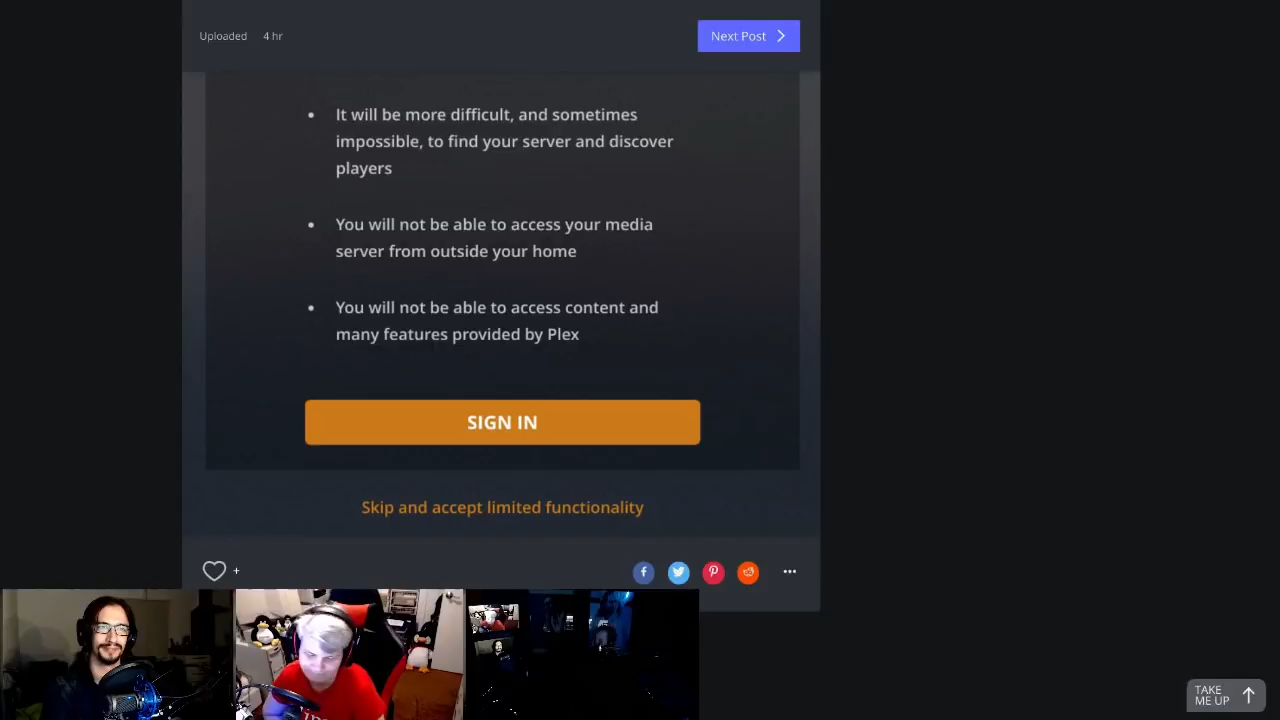 Uploaded 4 hr
Next Post
It will be more difficult, and sometimes
impossible, to find your server and discover
players
You will not be able to access your media
server from outside your home
You will not be able to access content and
many features provided by Plex
SIGN IN
Skip and accept limited functionality
+
TAKE
ME UP